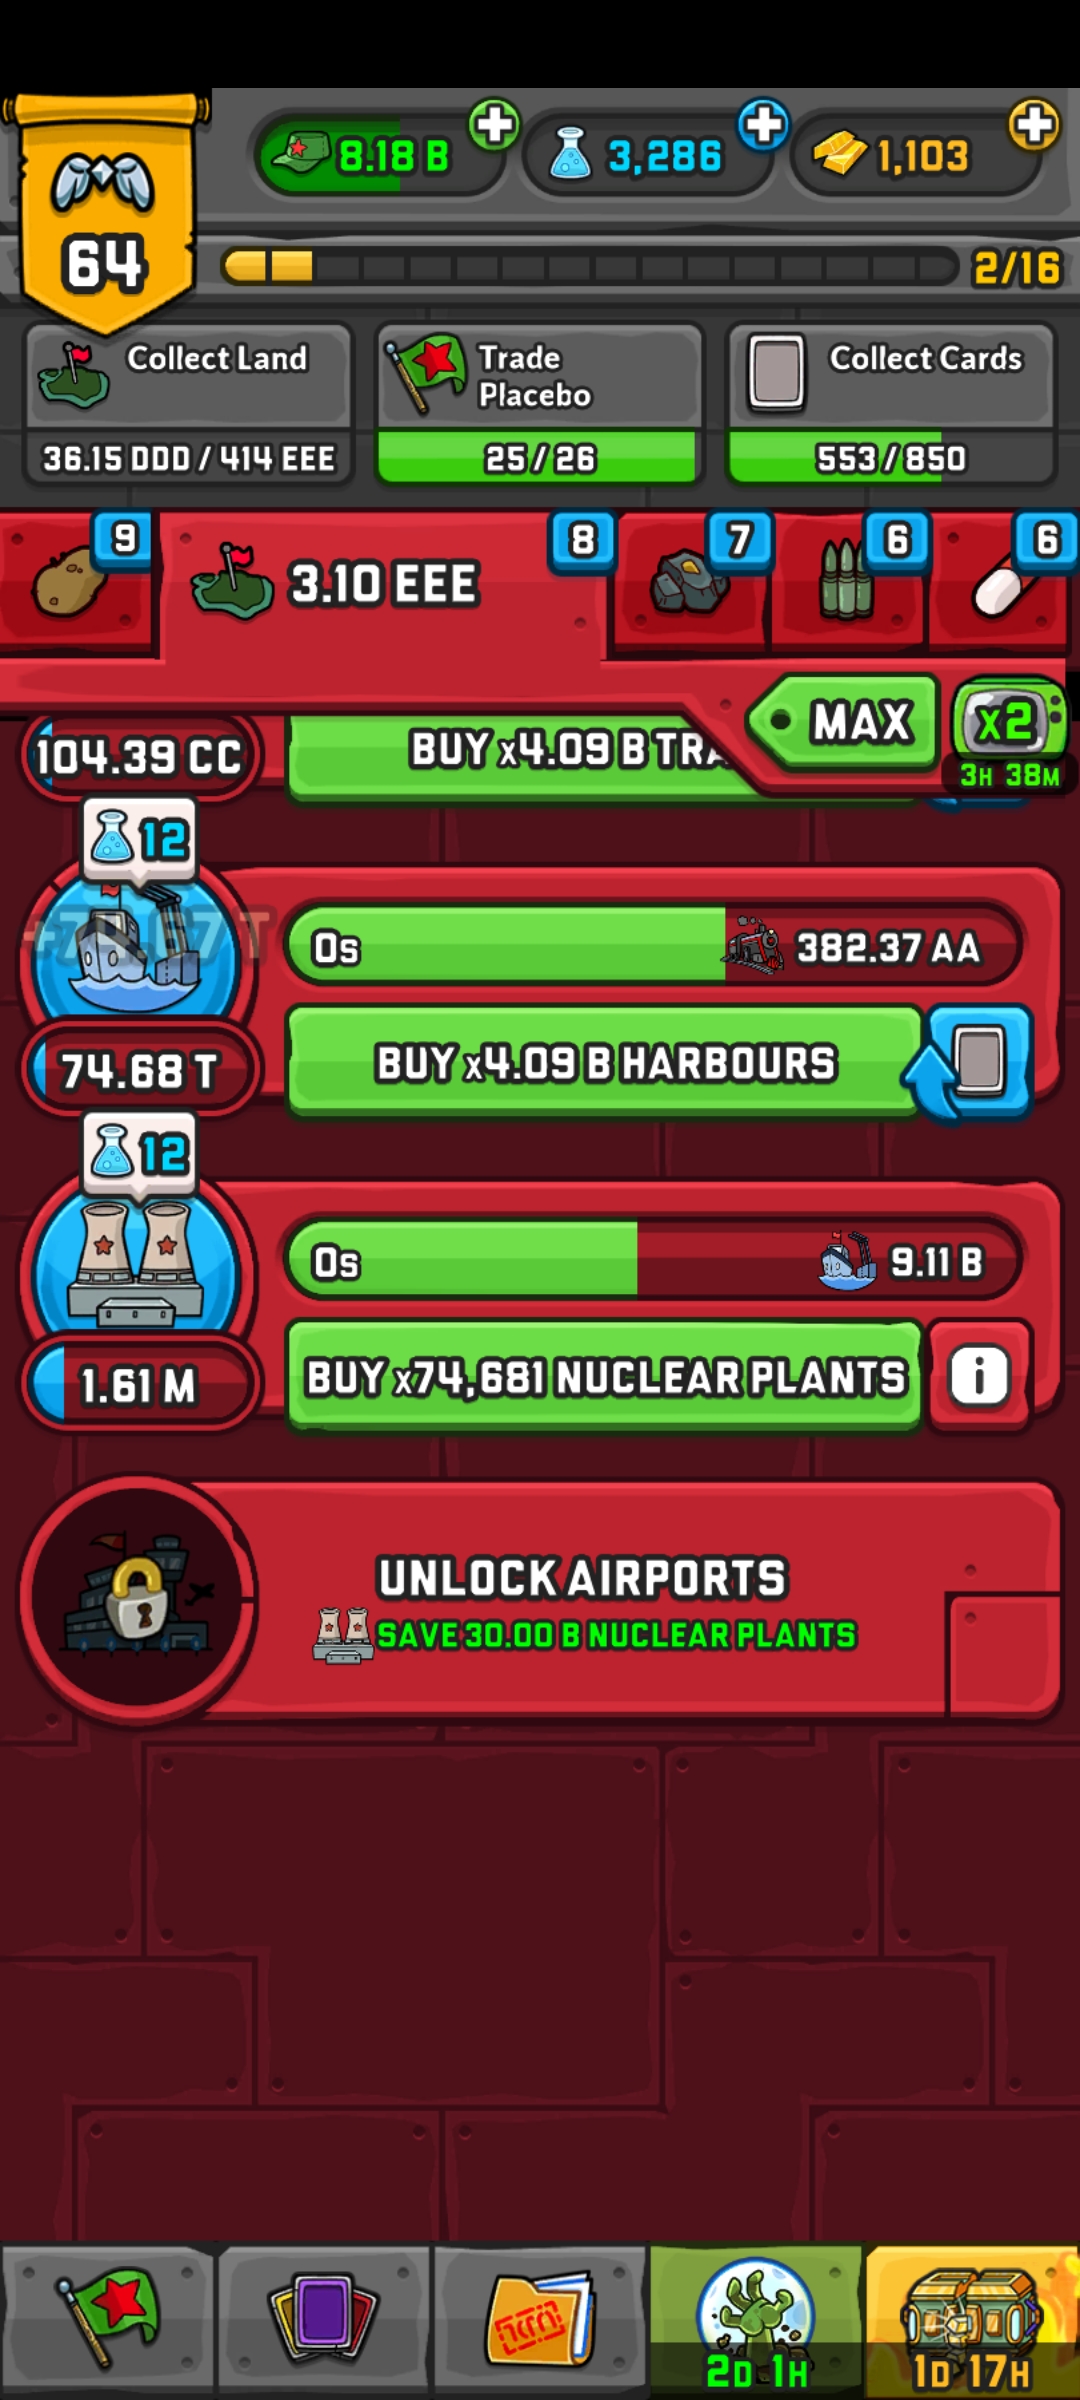 8.18 B
3,286
1,103
64
2/16
Collect Land
36.15 DDD / 414 EEE
Trade
Placebo
25 / 26
Collect Cards
553 / 850
9
3.10 EEE
8
7
6
6
MAX
x2
3H 38M
104.39 CC
BUY x4.09 B TRA
12
+74.67 T
0s
382.37 AA
74.68 T
BUY x4.09 B HARBOURS
12
0s
9.11 B
1.61 M
BUY x74,681 NUCLEAR PLANTS
i
UNLOCK AIRPORTS
SAVE 30.00 B NUCLEAR PLANTS
2D 1H
1D 17H